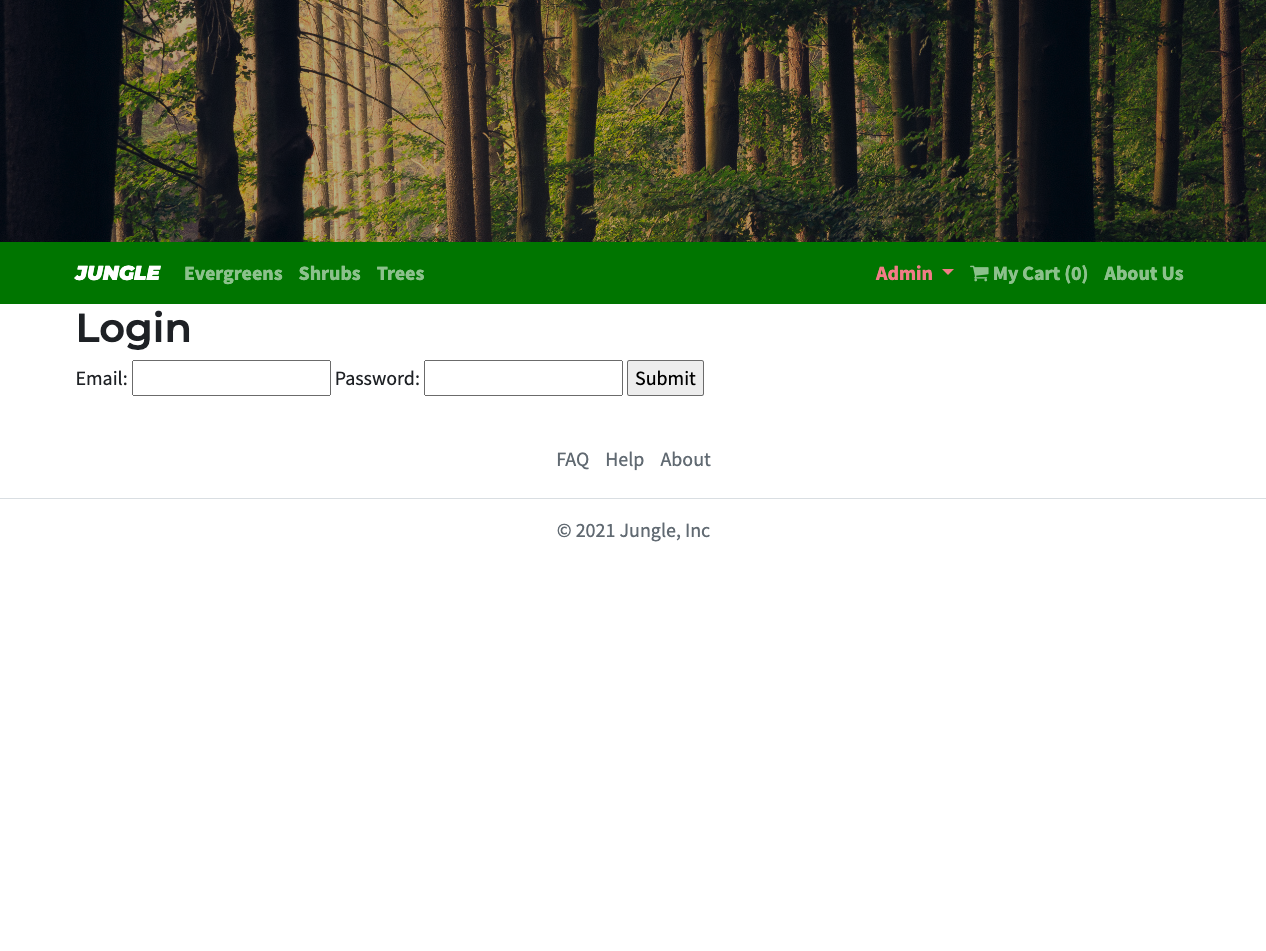 JUNGLE Evergreens Shrubs Trees Admin My Cart (0) About Us
Login
Email: Password: Submit
FAQ Help About
© 2021 Jungle, Inc